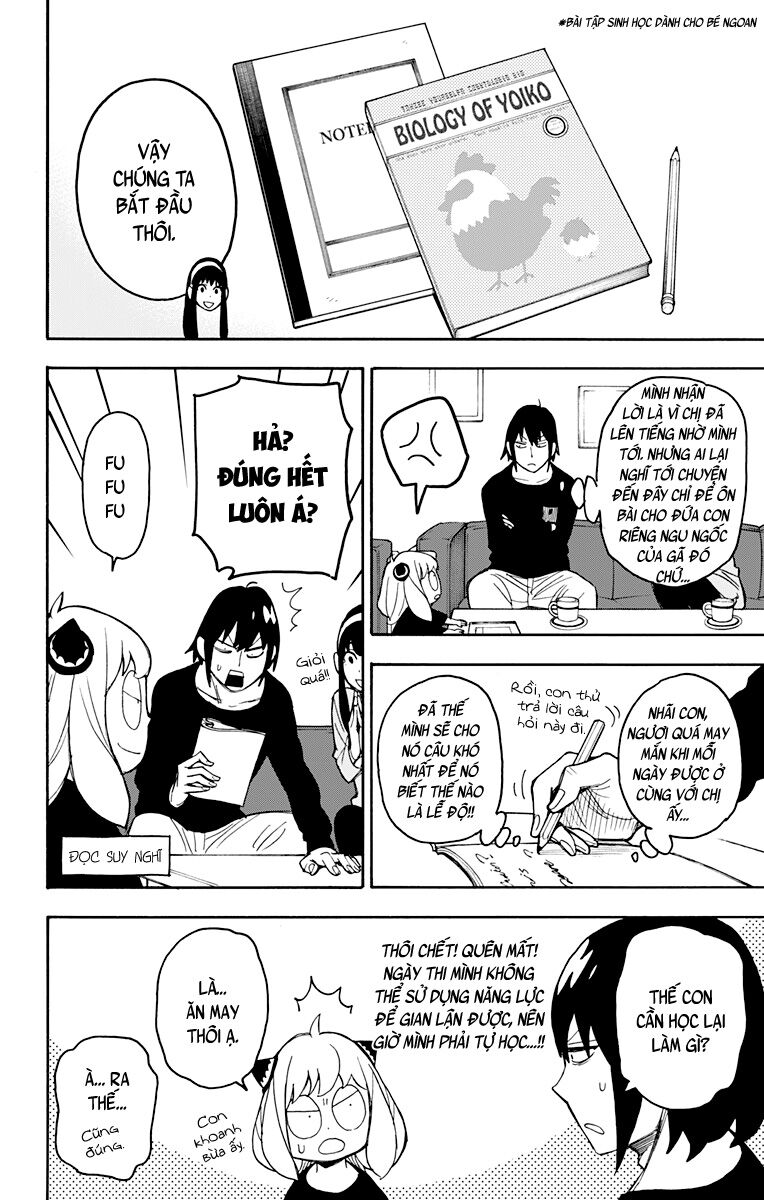 *BÀI TẬP SINH HỌC DÀNH CHO BÉ NGOAN
VẬY
CHÚNG TA
BẮT ĐẦU
THÔI.
NOTE
BIOLOGY OF YOIKO
MÌNH NHẬN
LỜI LÀ VÌ CHỊ ĐÃ
LÊN TIẾNG NHỜ MÌNH
TỚI. NHƯNG AI LẠI
NGHĨ TỚI CHUYỆN
ĐẾN ĐÂY CHỈ ĐỂ ÔN
BÀI CHO ĐỨA CON
RIÊNG NGU NGỐC
CỦA GÃ ĐÓ
CHỨ...
NHÃI CON,
NGƯƠI QUÁ MAY
MẮN KHI MỖI
NGÀY ĐƯỢC Ở
CÙNG VỚI CHỊ
ẤY...
Rồi, con thử
trả lời câu
hỏi này đi.
ĐÃ THẾ
MÌNH SẼ CHO
NÓ CÂU KHÓ
NHẤT ĐỂ NÓ
BIẾT THẾ NÀO
LÀ LỄ ĐỘ!!
HẢ?
ĐÚNG HẾT
LUÔN Á?
FU
FU
FU
Giỏi
quá!!
ĐỌC SUY NGHĨ
THẾ CON
CẦN HỌC LẠI
LÀM GÌ?
THÔI CHẾT! QUÊN MẤT!
NGÀY THI MÌNH KHÔNG
THỂ SỬ DỤNG NĂNG LỰC
ĐỂ GIAN LẬN ĐƯỢC, NÊN
GIỜ MÌNH PHẢI TỰ HỌC...!!
LÀ...
ĂN MAY
THÔI Ạ.
Con
khoanh
bừa ấy.
À... RA
THẾ...
Cũng
đúng.